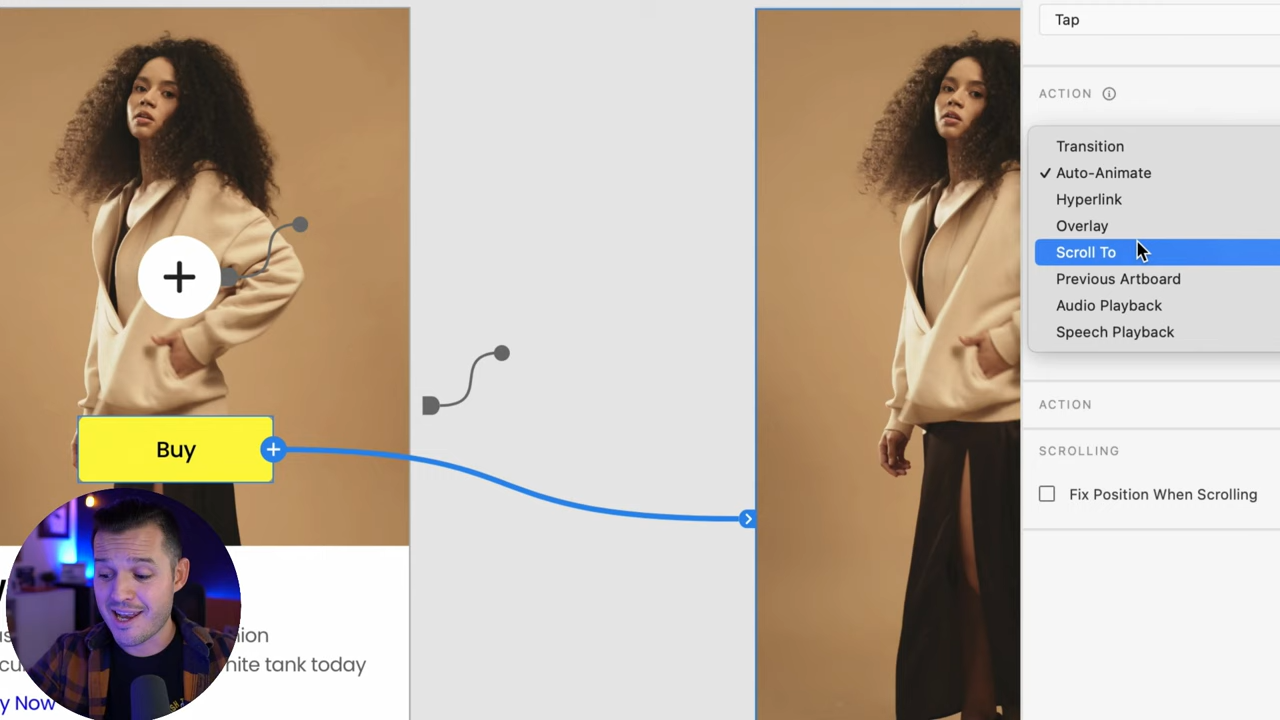 Tap
ACTION
Transition
Auto-Animate
Hyperlink
Overlay
Scroll To
Previous Artboard
Audio Playback
Speech Playback
ACTION
SCROLLING
Fix Position When Scrolling
Buy
tank today
Now